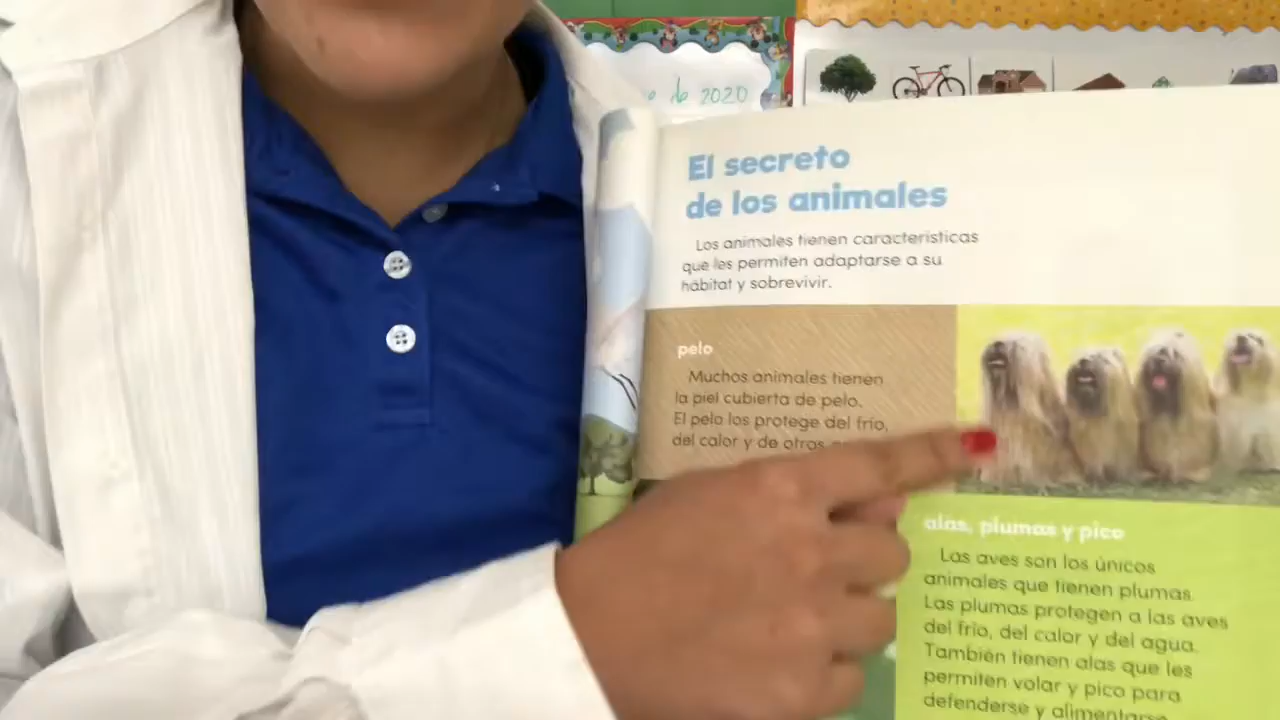 de 2020
El secreto
de los animales
Los animales tienen características
que les permiten adaptarse a su
hábitat y sobrevivir.
pelo
Muchos animales tienen
la piel cubierta de pelo.
El pelo los protege del frío,
del calor y de otros
alas, plumas y pico
Las aves son los únicos
animales que tienen plumas.
Las plumas protegen a las aves
del frío, del calor y del agua.
También tienen alas que les
permiten volar y pico para
defenderse y alimentarse